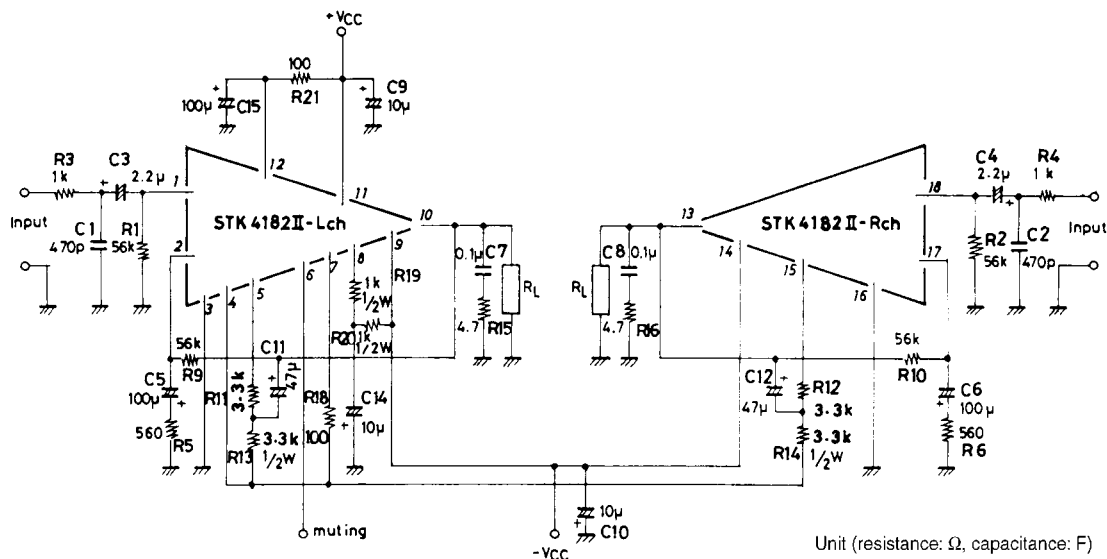 +VCC
100
R21
100µ
C15
C9
10µ
R3
1k
C3
2.2µ
1
12
11
STK4182II-Lch
10
Input
C1
470p
R1
56k
2
3
4
5
6
7
8
9
R19
0.1µ
C7
RL
1k
1/2W
R20
1k
1/2W
4.7
R15
56k
R9
C5
100µ
560
R5
C11
47µ
R11
3.3k
R18
100
C14
10µ
R13
3.3k
1/2W
muting
-VCC
10µ
C10
13
STK4182II-Rch
14
15
16
17
18
C4
2.2µ
R4
1k
R2
56k
C2
470p
Input
RL
C8
0.1µ
4.7
R16
56k
R10
C12
47µ
R12
3.3k
3.3k
R14
1/2W
C6
100µ
560
R6
Unit (resistance: Ω, capacitance: F)